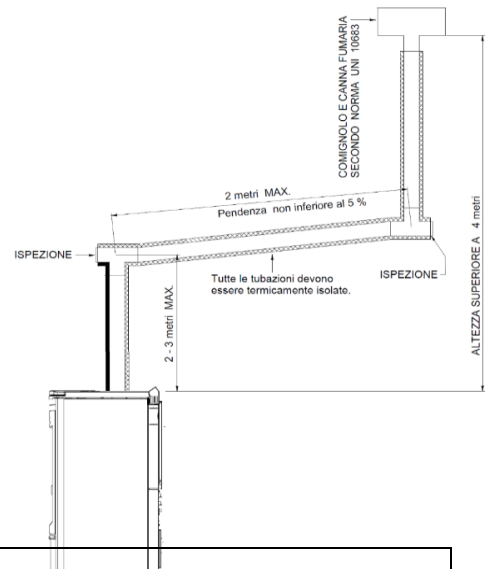 COMIGNOLO E CANNA FUMARIA
SECONDO NORMA UNI 10683
2 metri MAX.
Pendenza non inferiore al 5 %
ISPEZIONE
ISPEZIONE
Tutte le tubazioni devono
essere termicamente isolate.
2 - 3 metri MAX.
ALTEZZA SUPERIORE A 4 metri